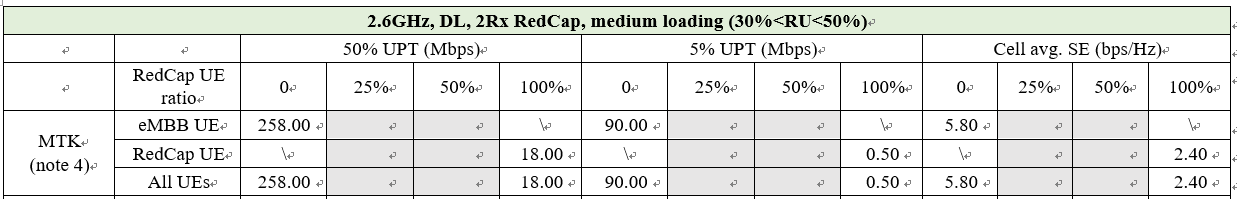 2.6GHz, DL, 2Rx RedCap, medium loading (30%<RU<50%)
50% UPT (Mbps) 5% UPT (Mbps) Cell avg. SE (bps/Hz)
RedCap UE ratio 0 25% 50% 100% 0 25% 50% 100% 0 25% 50% 100%
MTK (note 4) eMBB UE 258.00 \ 90.00 \ 5.80 \
RedCap UE \ 18.00 \ 0.50 \ 2.40
All UEs 258.00 18.00 90.00 0.50 5.80 2.40